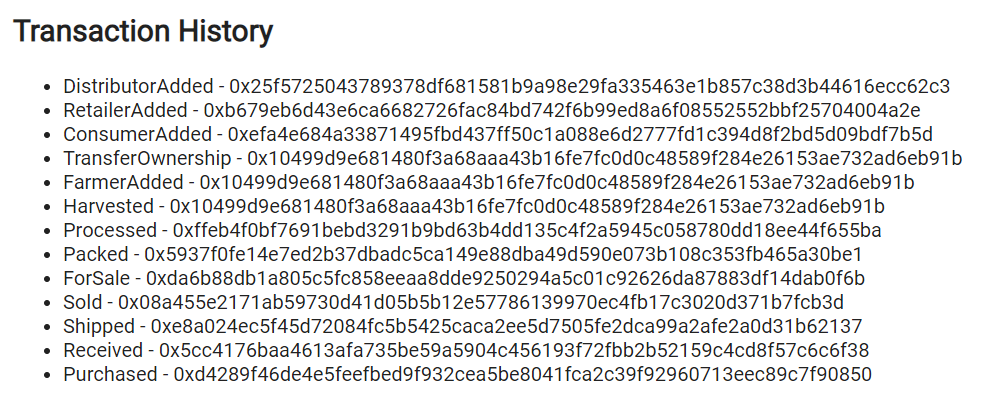 Transaction History
DistributorAdded - 0x25f5725043789378df681581b9a98e29fa335463e1b857c38d3b44616ecc62c3
RetailerAdded - 0xb679eb6d43e6ca6682726fac84bd742f6b99ed8a6f08552552bbf25704004a2e
ConsumerAdded - 0xefa4e684a33871495fbd437ff50c1a088e6d2777fd1c394d8f2bd5d09bdf7b5d
TransferOwnership - 0x10499d9e681480f3a68aaa43b16fe7fc0d0c48589f284e26153ae732ad6eb91b
FarmerAdded - 0x10499d9e681480f3a68aaa43b16fe7fc0d0c48589f284e26153ae732ad6eb91b
Harvested - 0x10499d9e681480f3a68aaa43b16fe7fc0d0c48589f284e26153ae732ad6eb91b
Processed - 0xffeb4f0bf7691bebd3291b9bd63b4dd135c4f2a5945c058780dd18ee44f655ba
Packed - 0x5937f0fe14e7ed2b37dbadc5ca149e88dba49d590e073b108c353fb465a30be1
ForSale - 0xda6b88db1a805c5fc858eeaa8dde9250294a5c01c92626da87883df14dab0f6b
Sold - 0x08a455e2171ab59730d41d05b5b12e57786139970ec4fb17c3020d371b7fcb3d
Shipped - 0xe8a024ec5f45d72084fc5b5425caca2ee5d7505fe2dca99a2afe2a0d31b62137
Received - 0x5cc4176baa4613afa735be59a5904c456193f72fbb2b52159c4cd8f57c6c6f38
Purchased - 0xd4289f46de4e5feefbed9f932cea5be8041fca2c39f92960713eec89c7f90850